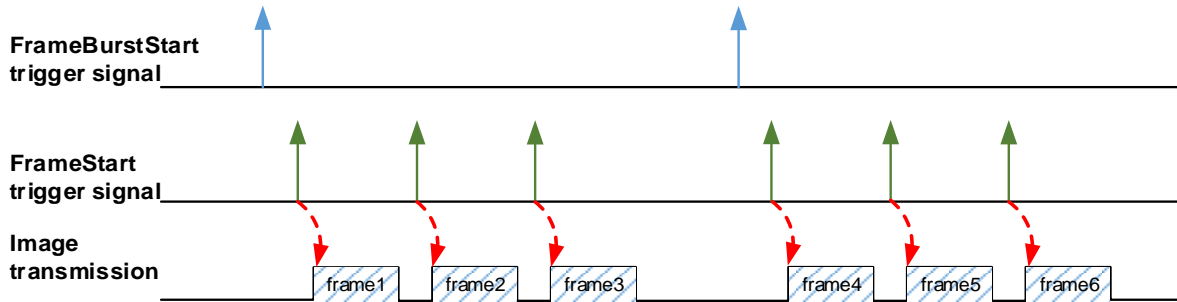 FrameBurstStart
trigger signal
FrameStart
trigger signal
Image
transmission
frame1
frame2
frame3
frame4
frame5
frame6